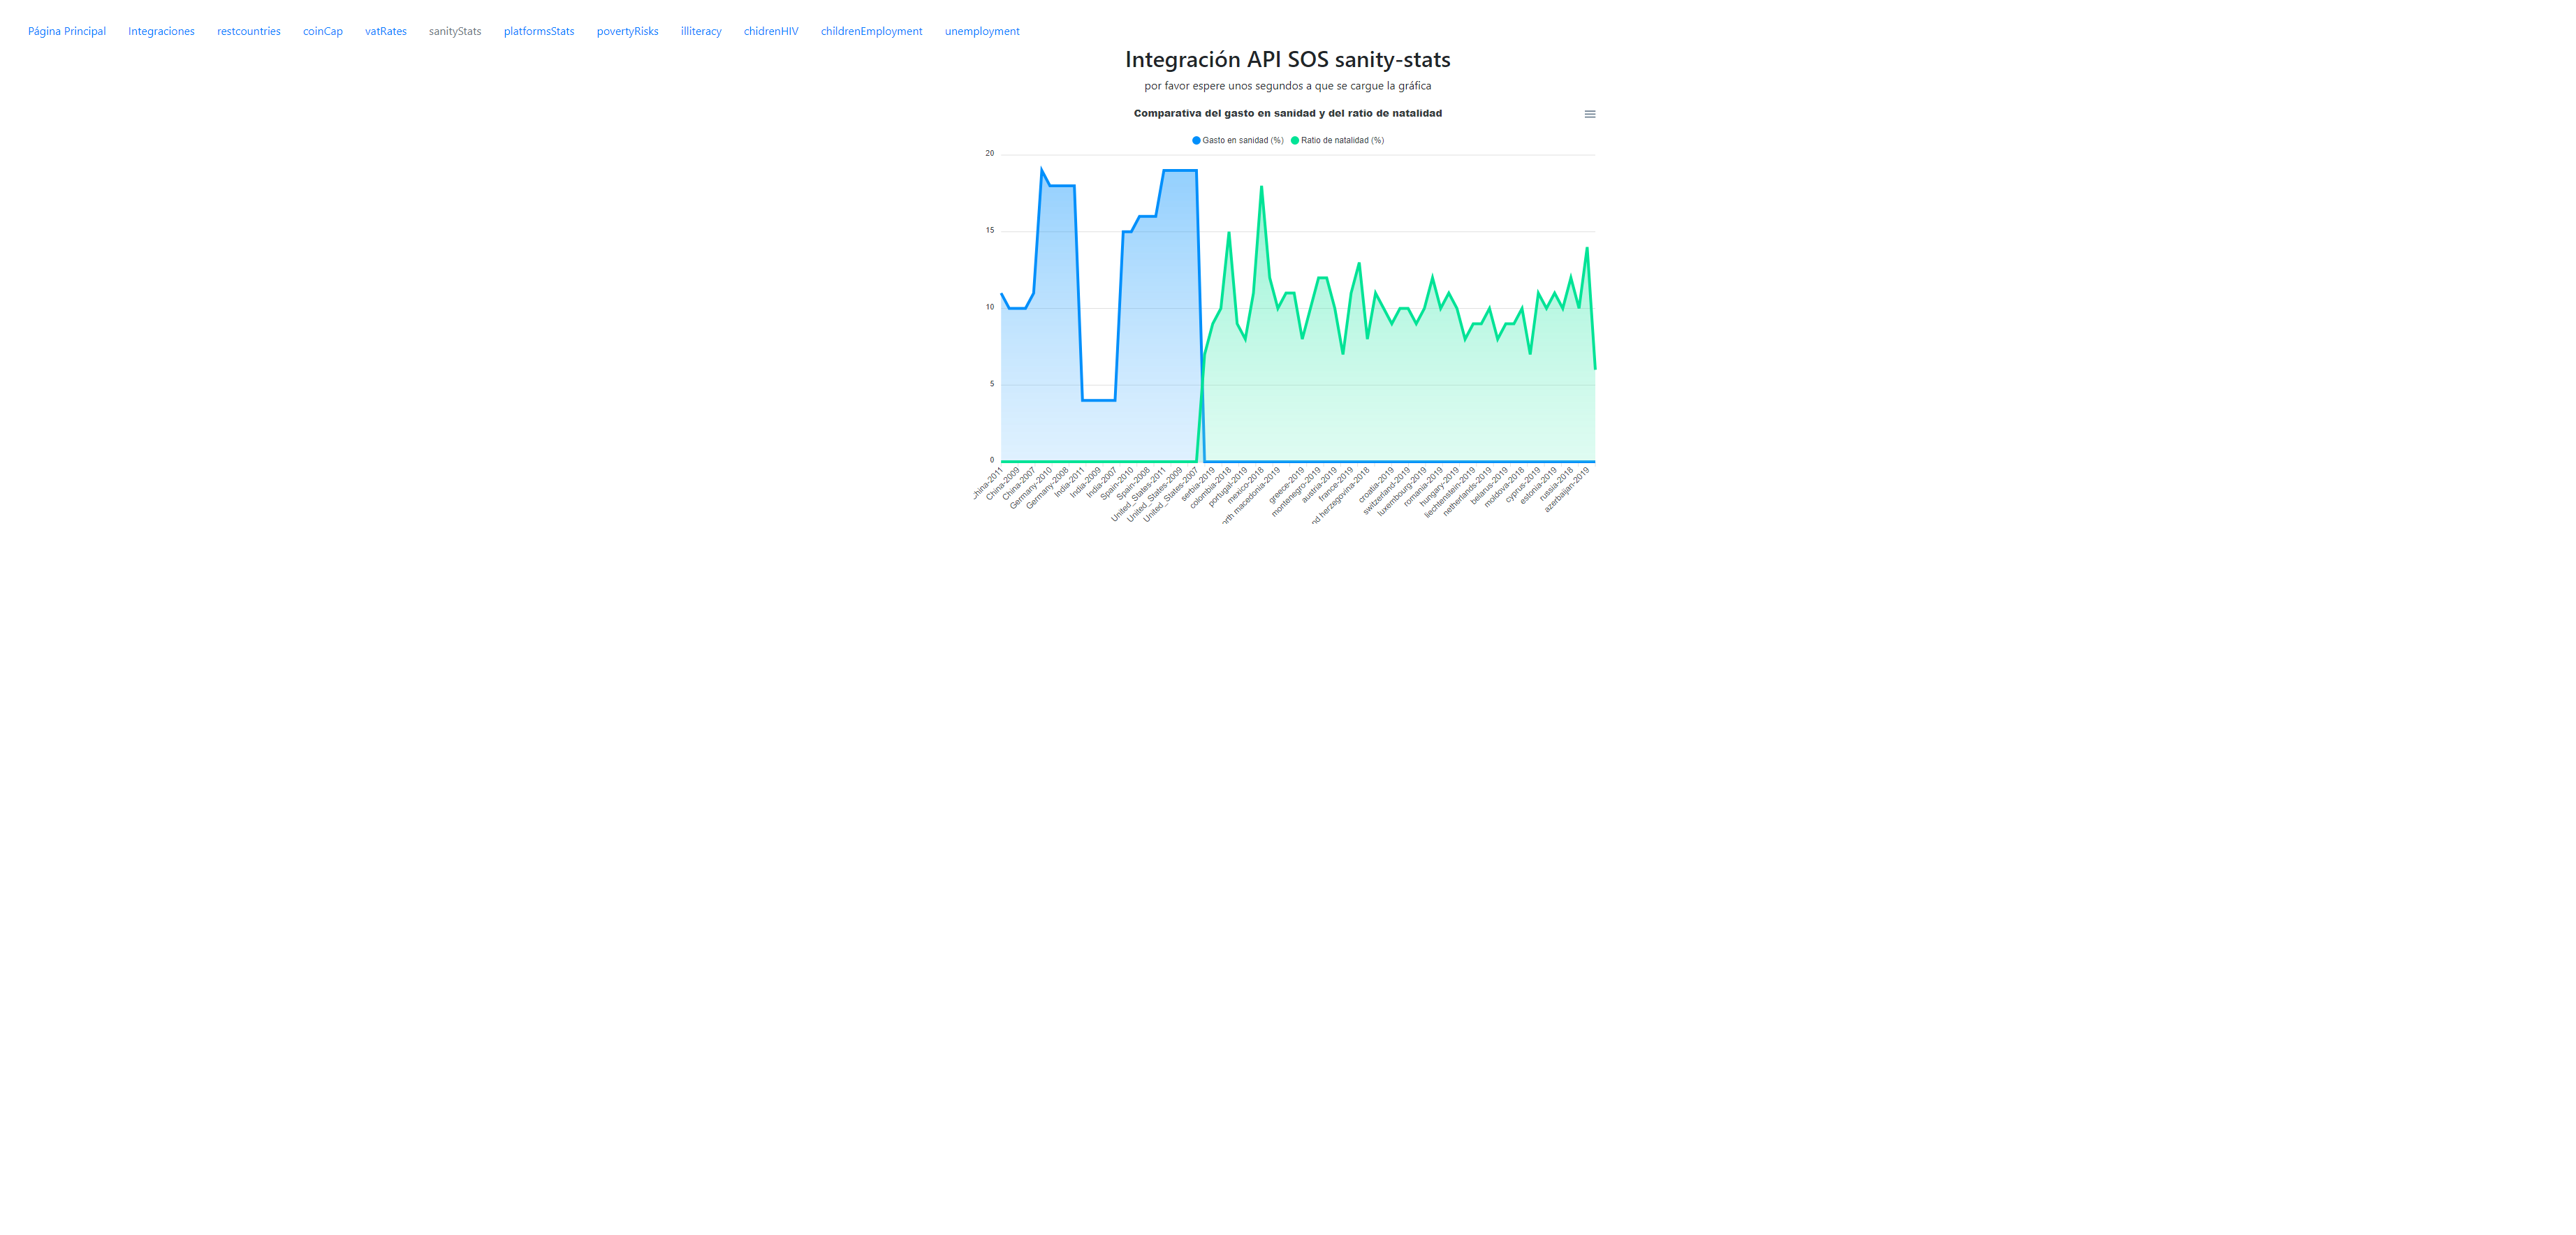 Página Principal Integraciones restcountries coinCap vatRates sanityStats platformsStats povertyRisks illiteracy chidrenHIV childrenEmployment unemployment
Integración API SOS sanity-stats
por favor espere unos segundos a que se cargue la gráfica
Comparativa del gasto en sanidad y del ratio de natalidad
Gasto en sanidad (%) Ratio de natalidad (%)
20
15
10
5
0
China-2009
China-2007
Germany-2010
Germany-2008
India-2011
India-2009
India-2007
Spain-2010
Spain-2008
United_States-2011
United_States-2009
United_States-2007
serbia-2019
colombia-2018
portugal-2019
mexico-2018
macedonia-2019
greece-2019
montenegro-2019
austria-2019
france-2019
herzegovina-2018
croatia-2019
switzerland-2019
luxembourg-2019
romania-2019
hungary-2019
liechtenstein-2019
netherlands-2019
belarus-2019
moldova-2018
cyprus-2019
estonia-2019
russia-2018
azerbaijan-2019